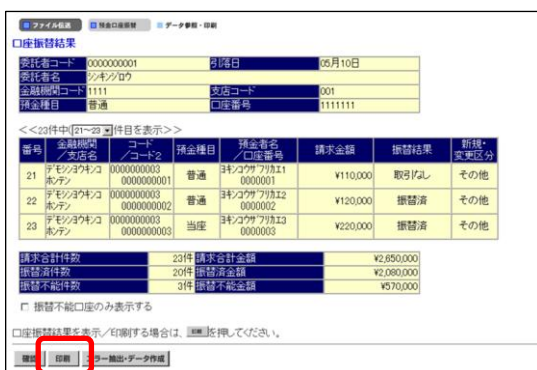 ファイル伝送 預金口座振替 データ参照・印刷
口座振替結果
委託者コード 0000000001 引落日 05月10日
委託者名 シンキンジロウ
金融機関コード 1111 支店コード 001
預金種目 普通 口座番号 1111111
<<23件中 21~23 件目を表示>>
番号 金融機関／支店名 コード／コード2 預金種目 預金者名／口座番号 請求金額 振替結果 新規・変更区分
21 デモシンヨウキンコ 0000000003 普通 ヨキンコウザフリカエ1 ¥110,000 取引なし その他
ホンテン 0000000001 0000001
22 デモシンヨウキンコ 0000000003 普通 ヨキンコウザフリカエ2 ¥120,000 振替済 その他
ホンテン 0000000002 0000002
23 デモシンヨウキンコ 0000000003 当座 ヨキンコウザフリカエ3 ¥220,000 振替済 その他
ホンテン 0000000003 0000003
請求合計件数 23件 請求合計金額 ¥2,650,000
振替済件数 20件 振替済金額 ¥2,080,000
振替不能件数 3件 振替不能金額 ¥570,000
振替不能口座のみ表示する
口座振替結果を表示／印刷する場合は、 印刷 を押してください。
確認 印刷 エラー抽出・データ作成